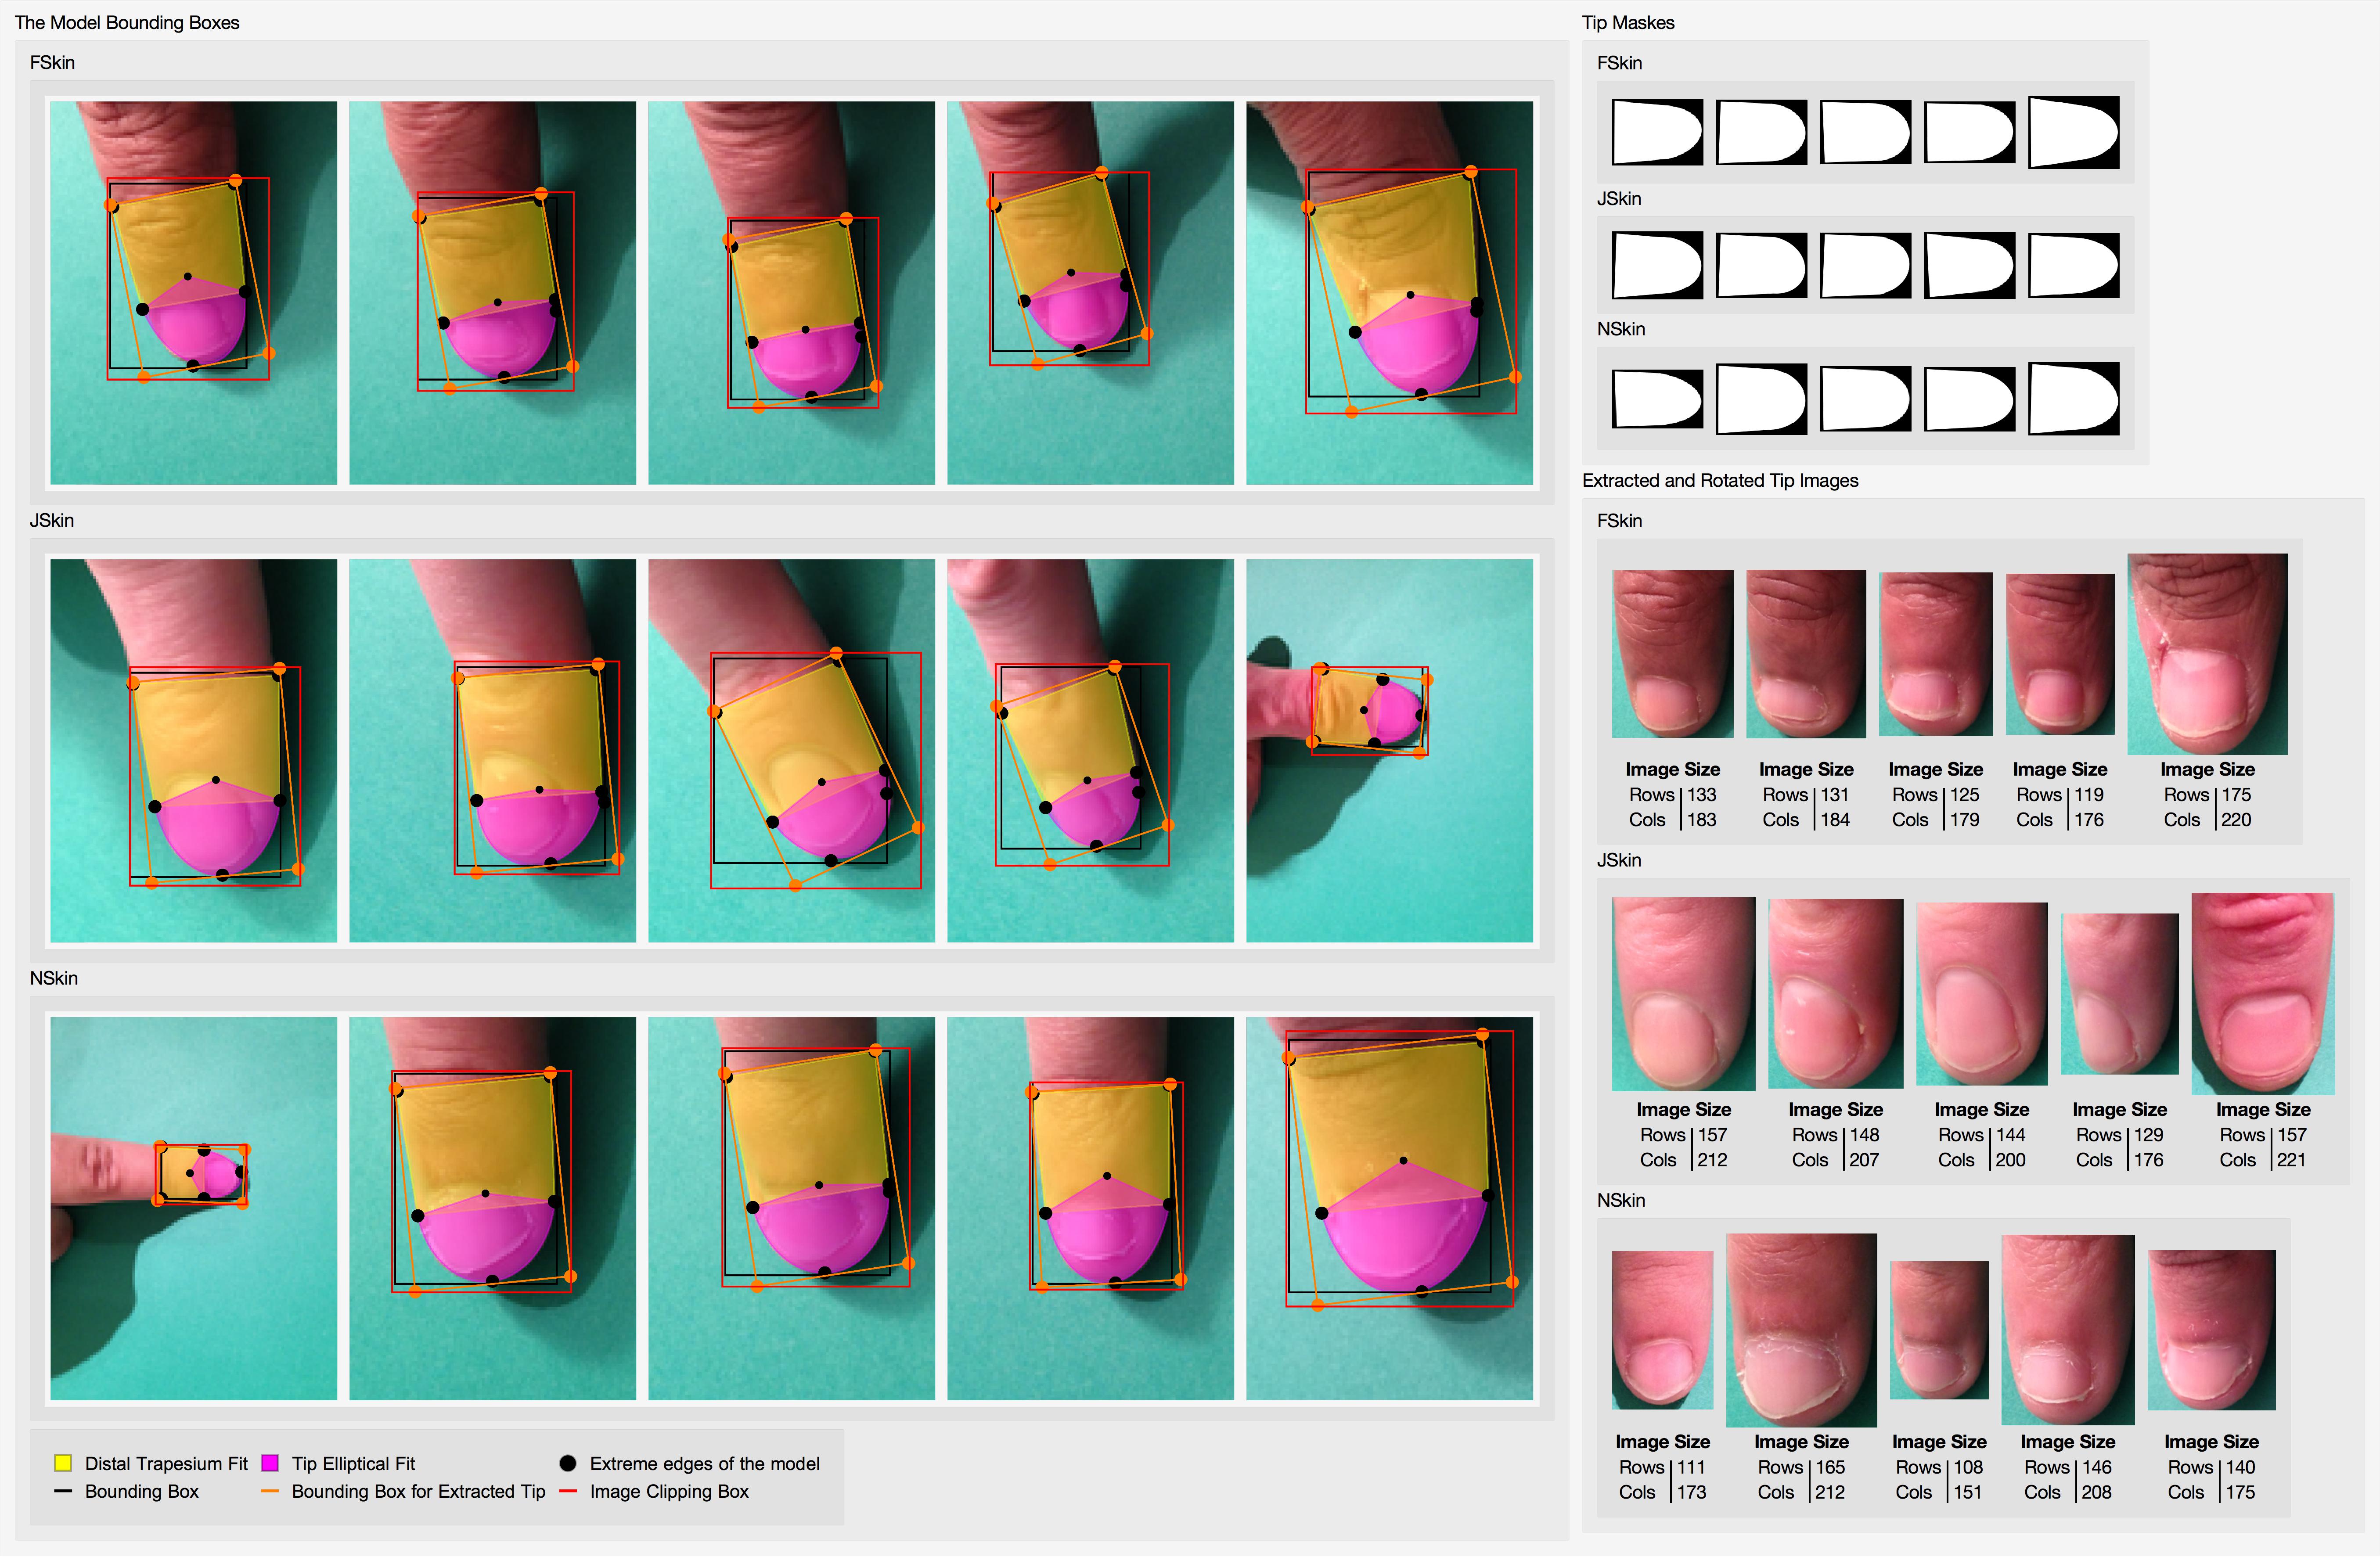 The Model Bounding Boxes
FSkin
JSkin
NSkin
Distal Trapesium Fit
Tip Elliptical Fit
Extreme edges of the model
Bounding Box
Bounding Box for Extracted Tip
Image Clipping Box
Tip Maskes
FSkin
JSkin
NSkin
Extracted and Rotated Tip Images
FSkin
Image Size Image Size Image Size Image Size Image Size
Rows 133 Rows 131 Rows 125 Rows 119 Rows 175
Cols 183 Cols 184 Cols 179 Cols 176 Cols 220
JSkin
Image Size Image Size Image Size Image Size Image Size
Rows 157 Rows 148 Rows 144 Rows 129 Rows 157
Cols 212 Cols 207 Cols 200 Cols 176 Cols 221
NSkin
Image Size Image Size Image Size Image Size Image Size
Rows 111 Rows 165 Rows 108 Rows 146 Rows 140
Cols 173 Cols 212 Cols 151 Cols 208 Cols 175